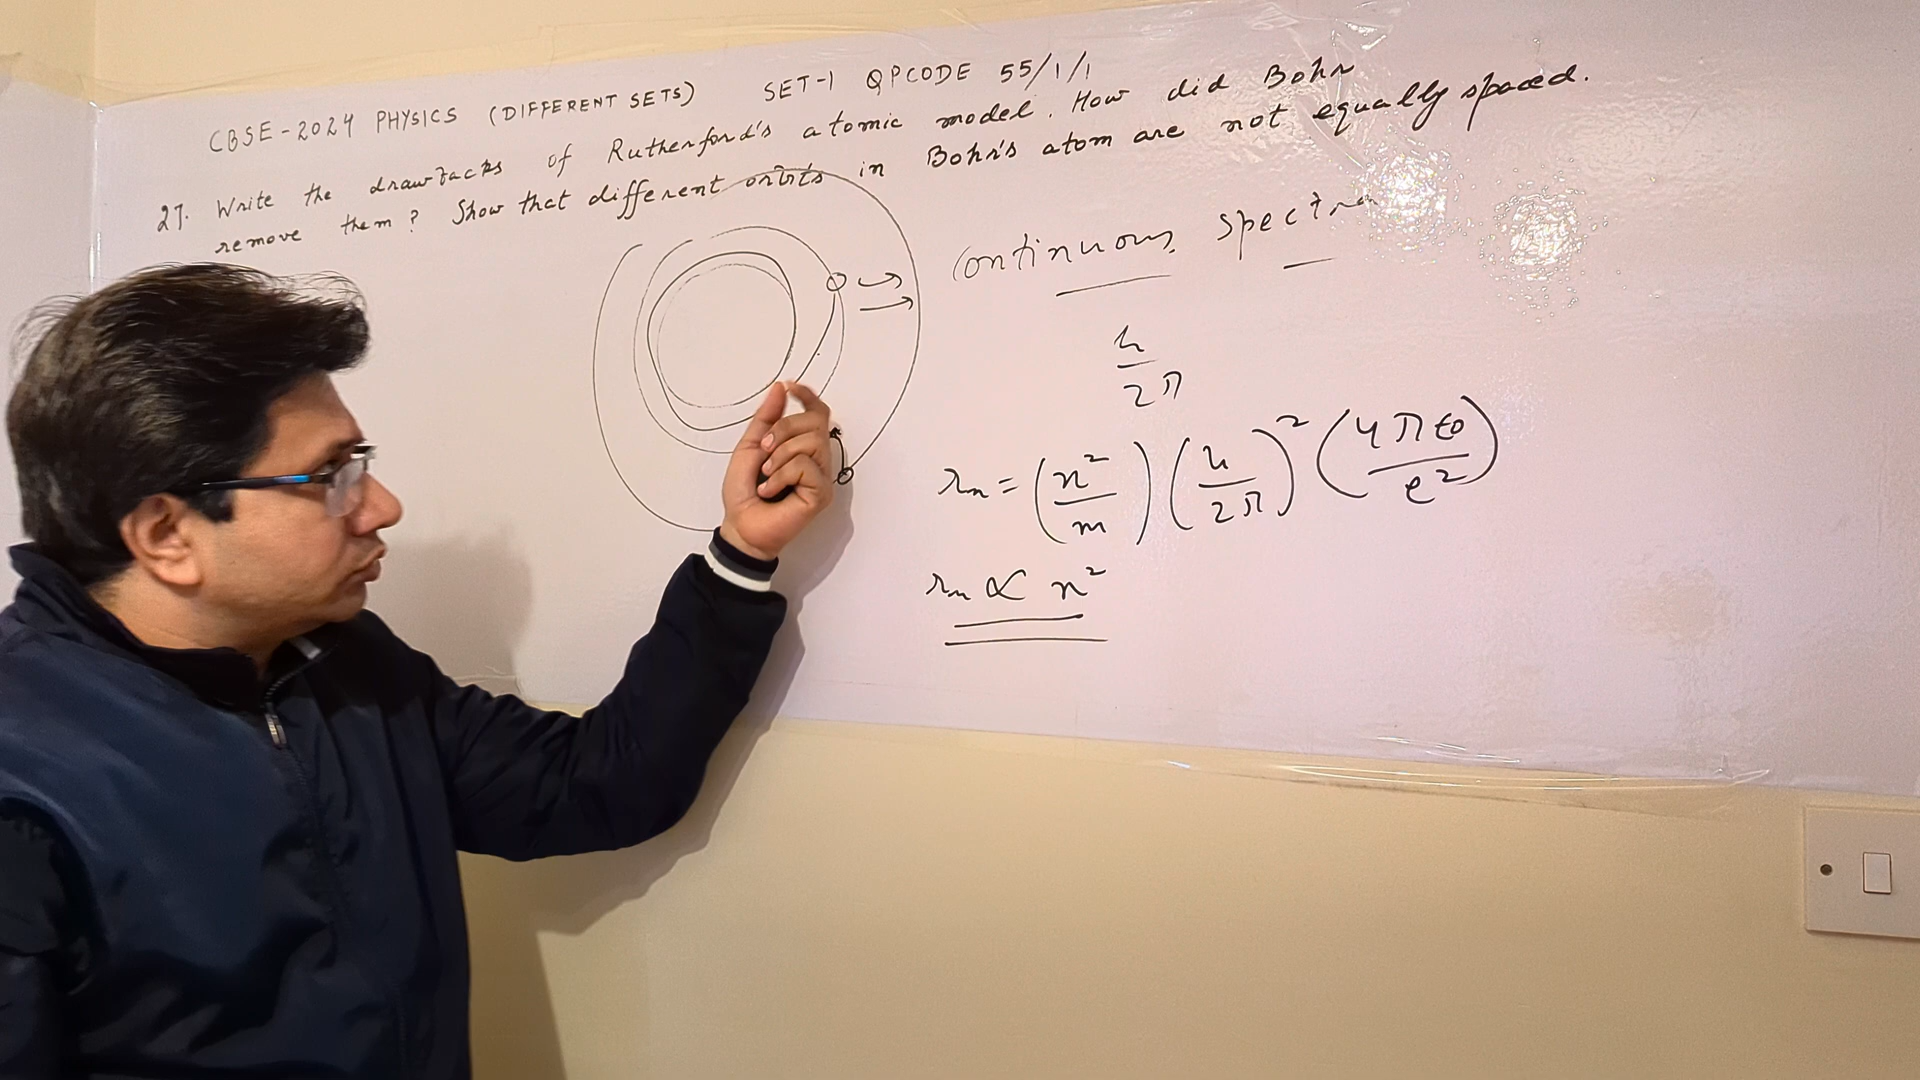 CBSE-2024 PHYSICS (DIFFERENT SETS) SET-1 QPCODE 55/1/1
27. Write the drawbacks of Rutherford's atomic model. How did Bohr
remove them? Show that different orbits in Bohr's atom are not equally spaced.
Continuous spectra
h/2π
rₙ = (n²/m) (h/2π)² (4πε0/e²)
rₙ ∝ n²